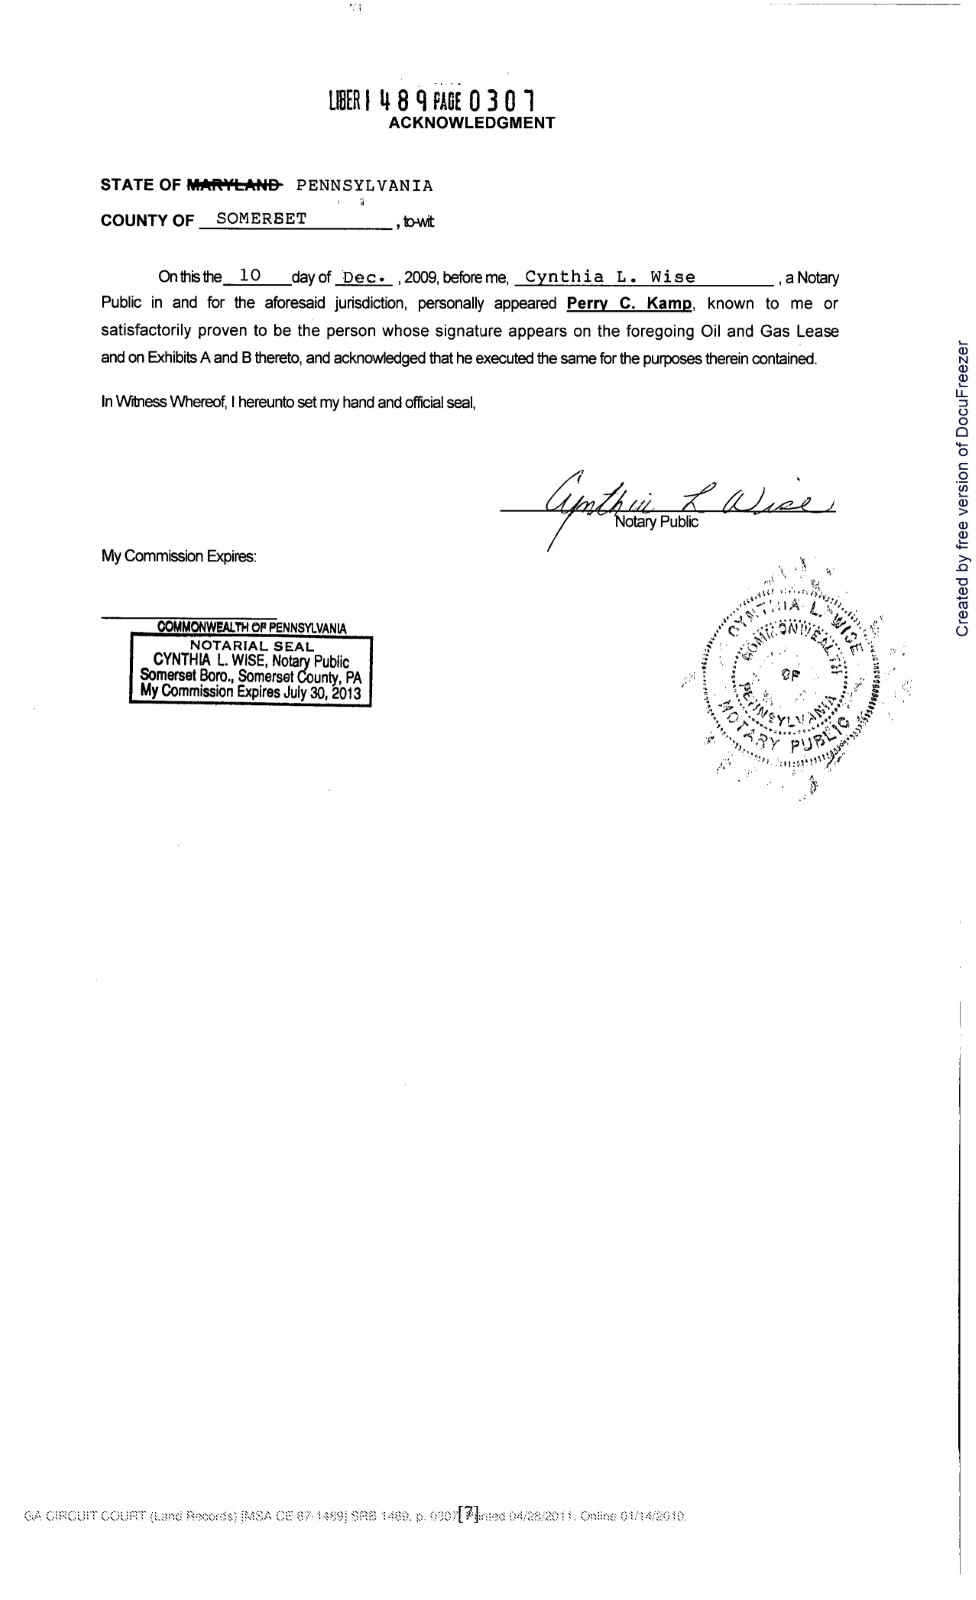 LIBER 1 4 8 9 PAGE 0 3 0 7
ACKNOWLEDGMENT
STATE OF MARYLAND PENNSYLVANIA
COUNTY OF SOMERSET , to-wit
On this the 10 day of Dec. , 2009, before me, Cynthia L. Wise , a Notary
Public in and for the aforesaid jurisdiction, personally appeared Perry C. Kamp, known to me or
satisfactorily proven to be the person whose signature appears on the foregoing Oil and Gas Lease
and on Exhibits A and B thereto, and acknowledged that he executed the same for the purposes therein contained.
In Witness Whereof, I hereunto set my hand and official seal,
Cynthia L Wise
Notary Public
My Commission Expires:
COMMONWEALTH OF PENNSYLVANIA
NOTARIAL SEAL
CYNTHIA L. WISE, Notary Public
Somerset Boro., Somerset County, PA
My Commission Expires July 30, 2013
CYNTHIA L. WISE
COMMONWEALTH
OF
PENNSYLVANIA
NOTARY PUBLIC
Created by free version of DocuFreezer
GA CIRCUIT COURT (Land Records) [MSA CE 87-1489] SRB 1489, p. 0307. Printed 04/28/2011. Online 01/14/2010.
[7]